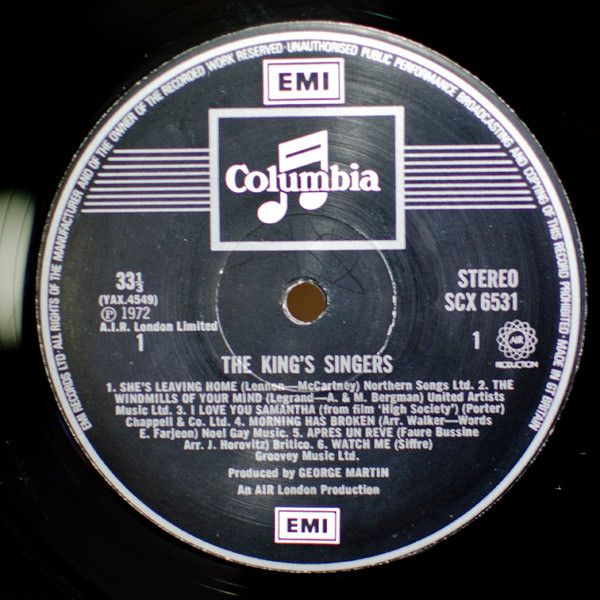 EMI RECORDS LTD·ALL RIGHTS OF THE MANUFACTURER AND OF THE OWNER OF THE RECORDED WORK RESERVED·UNAUTHORISED PUBLIC PERFORMANCE BROADCASTING AND COPYING OF THIS RECORD PROHIBITED·MADE IN GT BRITAIN
EMI
Columbia
33⅓
(YAX.4549)
Ⓟ 1972
A.I.R. London Limited
1
STEREO
SCX 6531
1
AIR
PRODUCTION
THE KING'S SINGERS
1. SHE'S LEAVING HOME (Lennon—McCartney) Northern Songs Ltd. 2. THE
WINDMILLS OF YOUR MIND (Legrand—A. & M. Bergman) United Artists
Music Ltd. 3. I LOVE YOU SAMANTHA (from film 'High Society') (Porter)
Chappell & Co. Ltd. 4. MORNING HAS BROKEN (Arr. Walker—Words
E. Farjeon) Noel Gay Music. 5. APRES UN REVE (Faure Bussine
Arr. J. Horovitz) Britico. 6. WATCH ME (Siffre)
Groovey Music Ltd.
Produced by GEORGE MARTIN
An AIR London Production
EMI